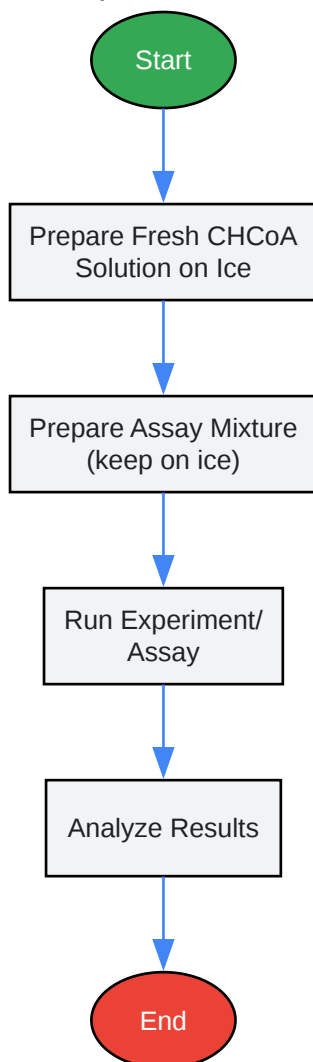 Start
Prepare Fresh CHCoA
Solution on Ice
Prepare Assay Mixture
(keep on ice)
Run Experiment/
Assay
Analyze Results
End